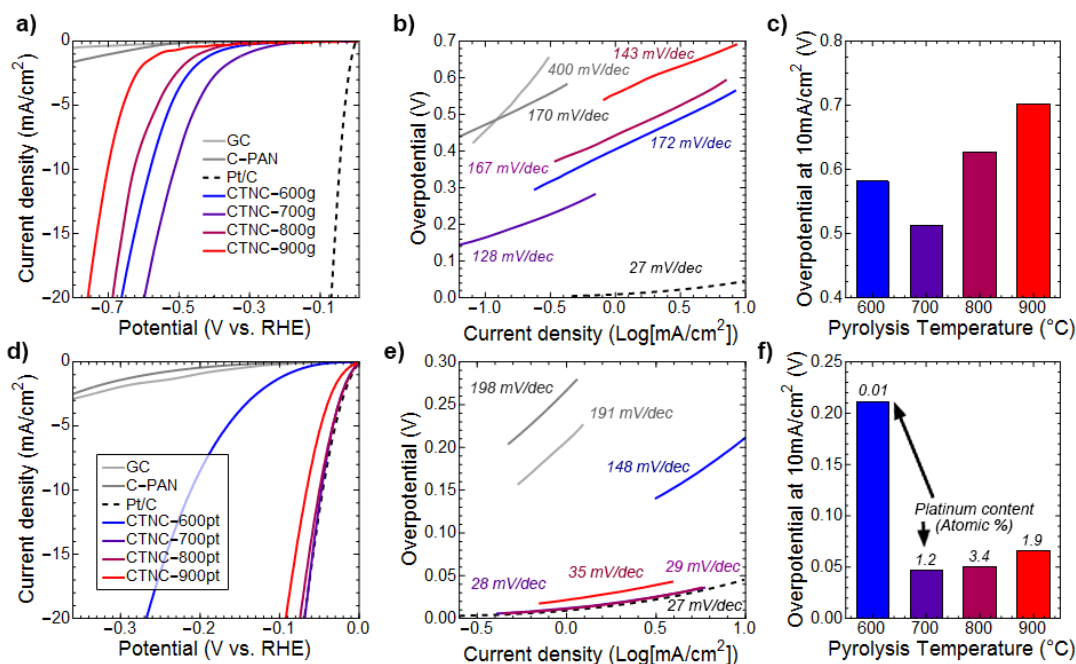 a)
Current density (mA/cm²)
0
−5
−10
−15
−20
GC
C−PAN
Pt/C
CTNC−600g
CTNC−700g
CTNC−800g
CTNC−900g
−0.7
−0.5
−0.3
−0.1
Potential (V vs. RHE)
b)
Overpotential (V)
0.7
0.6
0.5
0.4
0.3
0.2
0.1
0.0
400 mV/dec
143 mV/dec
170 mV/dec
172 mV/dec
167 mV/dec
128 mV/dec
27 mV/dec
−1.0
−0.5
0.0
0.5
1.0
Current density (Log[mA/cm²])
c)
Overpotential at 10mA/cm² (V)
0.8
0.7
0.6
0.5
0.4
600
700
800
900
Pyrolysis Temperature (°C)
d)
Current density (mA/cm²)
0
−5
−10
−15
−20
GC
C−PAN
Pt/C
CTNC−600pt
CTNC−700pt
CTNC−800pt
CTNC−900pt
−0.3
−0.2
−0.1
0.0
Potential (V vs. RHE)
e)
Overpotential (V)
0.30
0.25
0.20
0.15
0.10
0.05
0.00
198 mV/dec
191 mV/dec
148 mV/dec
28 mV/dec
35 mV/dec
29 mV/dec
27 mV/dec
−0.5
0.0
0.5
1.0
Current density (Log[mA/cm²])
f)
Overpotential at 10mA/cm² (V)
0.25
0.20
0.15
0.10
0.05
0.00
0.01
Platinum content
(Atomic %)
1.2
3.4
1.9
600
700
800
900
Pyrolysis Temperature (°C)